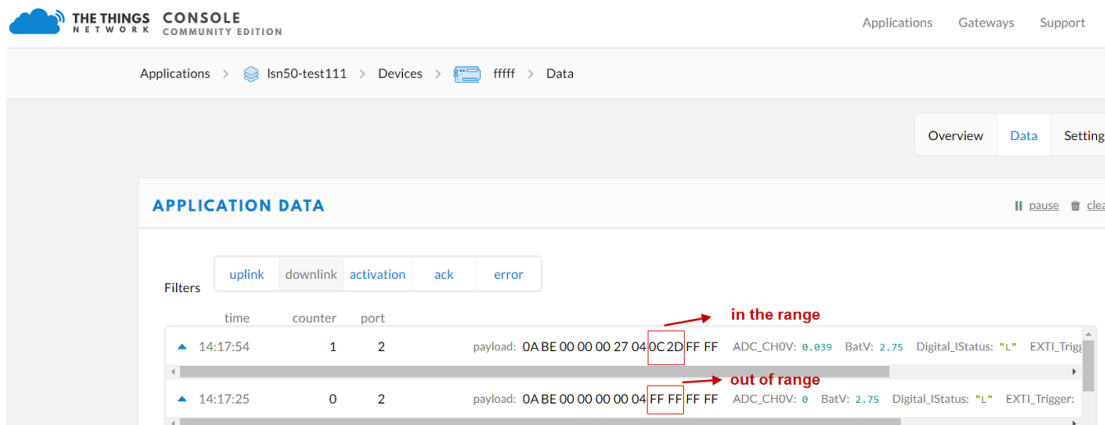 THE THINGS NETWORK CONSOLE COMMUNITY EDITION Applications Gateways Support
Applications > lsn50-test111 > Devices > fffff > Data
Overview Data Setting
APPLICATION DATA pause clea
Filters uplink downlink activation ack error
time counter port
in the range
14:17:54 1 2 payload: 0A BE 00 00 00 27 04 0C 2D FF FF ADC_CH0V: 0.039 BatV: 2.75 Digital_IStatus: "L" EXTI_Trigg
out of range
14:17:25 0 2 payload: 0A BE 00 00 00 00 04 FF FF FF FF ADC_CH0V: 0 BatV: 2.75 Digital_IStatus: "L" EXTI_Trigger: